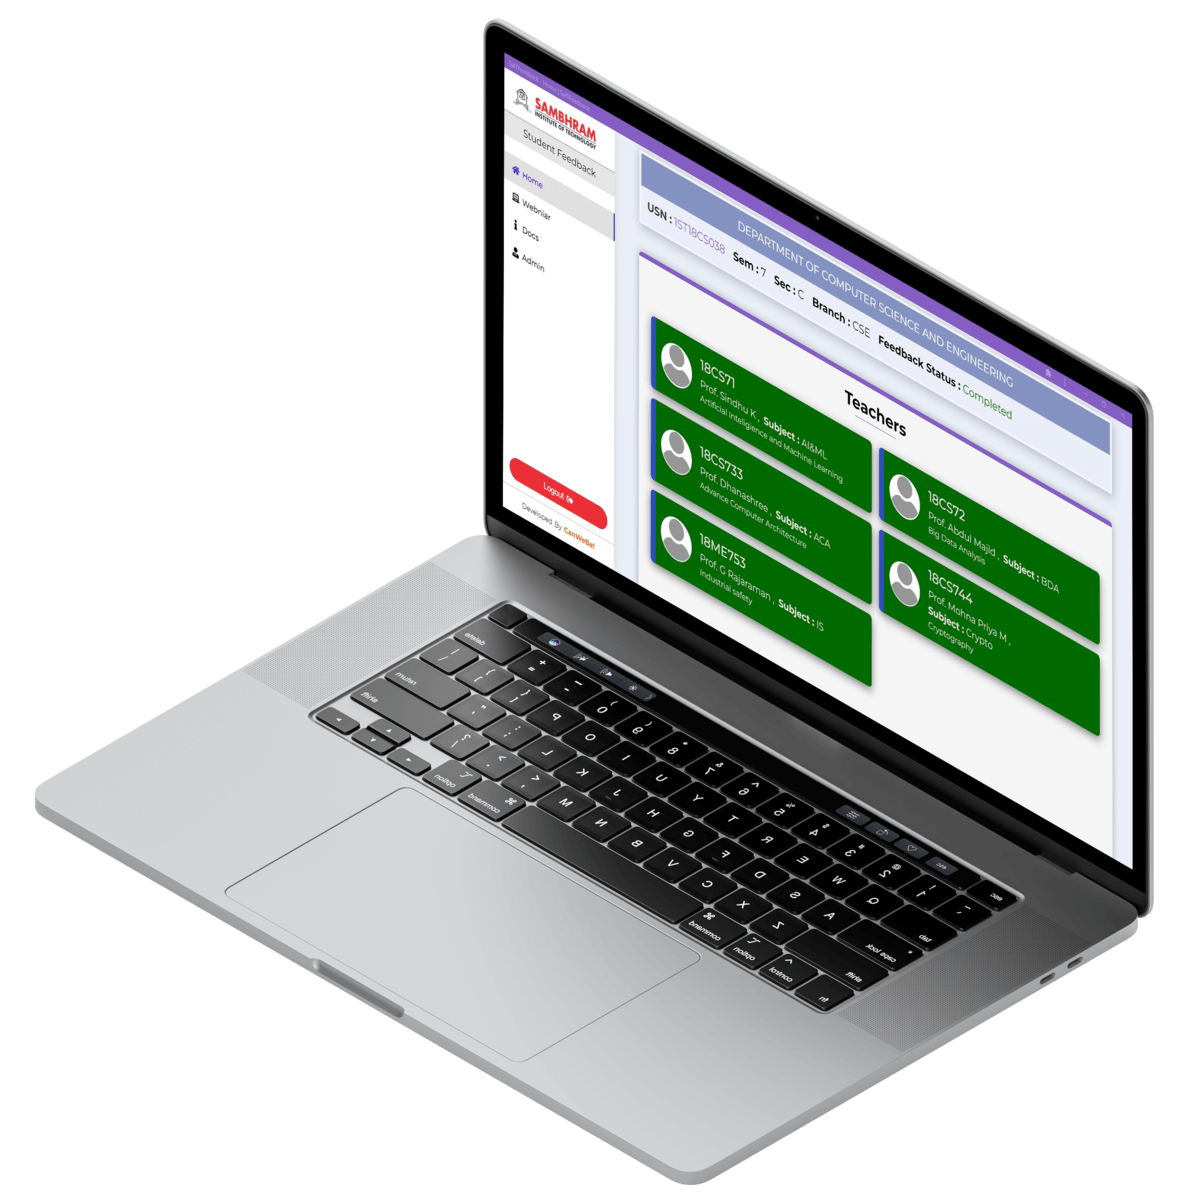 SAMBHRAM
INSTITUTE OF TECHNOLOGY
Student Feedback
Home
Webniar
Docs
Admin
Logout
Developed By CanWeBe!
DEPARTMENT OF COMPUTER SCIENCE AND ENGINEERING
USN : 1ST18CS038 Sem : 7 Sec : C Branch : CSE Feedback Status : Completed
Teachers
18CS71
Prof. Sindhu K , Subject : AI&ML
Artificial inteligience and Machine Learning
18CS72
Prof. Abdul Majid , Subject : BDA
Big Data Analysis
18CS733
Prof. Dhanashree , Subject : ACA
Advance Computer Architecture
18CS744
Prof. Mohna Priya M ,
Subject : Crypto
Cryptography
18ME753
Prof. G Rajaraman , Subject : IS
Industrial safety